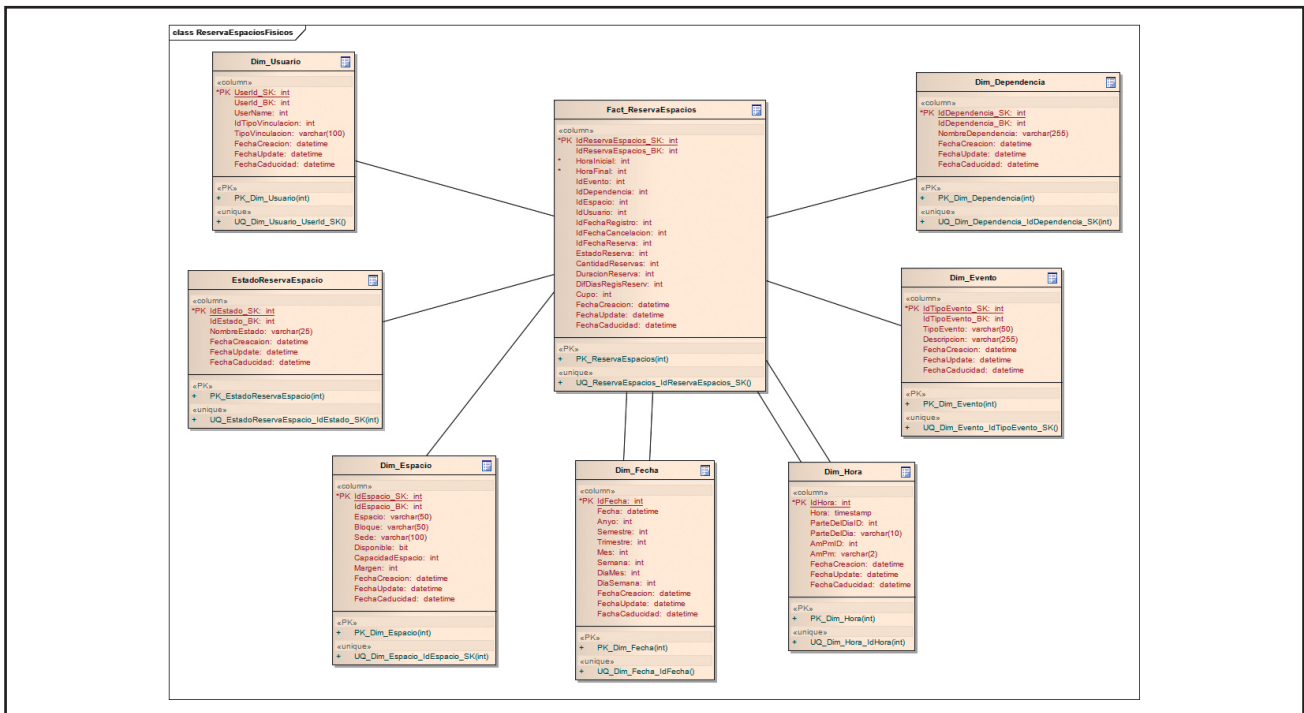 class ReservaEspaciosFisicos
Dim_Usuario
«column»
*PK UserId_SK: int
UserId_BK: int
UserName: int
IdTipoVinculacion: int
TipoVinculacion: varchar(100)
FechaCreacion: datetime
FechaUpdate: datetime
FechaCaducidad: datetime
«PK»
+ PK_Dim_Usuario(int)
«unique»
+ UQ_Dim_Usuario_UserId_SK()
Fact_ReservaEspacios
«column»
*PK IdReservaEspacios_SK: int
IdReservaEspacios_BK: int
* HoraInicial: int
* HoraFinal: int
IdEvento: int
IdDependencia: int
IdEspacio: int
IdUsuario: int
IdFechaRegistro: int
IdFechaCancelacion: int
IdFechaReserva: int
EstadoReserva: int
CantidadReservas: int
DuracionReserva: int
DifDiasRegisReserv: int
Cupo: int
FechaCreacion: datetime
FechaUpdate: datetime
FechaCaducidad: datetime
«PK»
+ PK_ReservaEspacios(int)
«unique»
+ UQ_ReservaEspacios_IdReservaEspacios_SK()
Dim_Dependencia
«column»
*PK IdDependencia_SK: int
IdDependencia_BK: int
NombreDependencia: varchar(255)
FechaCreacion: datetime
FechaUpdate: datetime
FechaCaducidad: datetime
«PK»
+ PK_Dim_Dependencia(int)
«unique»
+ UQ_Dim_Dependencia_IdDependencia_SK(int)
EstadoReservaEspacio
«column»
*PK IdEstado_SK: int
IdEstado_BK: int
NombreEstado: varchar(25)
FechaCreacion: datetime
FechaUpdate: datetime
FechaCaducidad: datetime
«PK»
+ PK_EstadoReservaEspacio(int)
«unique»
+ UQ_EstadoReservaEspacio_IdEstado_SK(int)
Dim_Evento
«column»
*PK IdTipoEvento_SK: int
IdTipoEvento_BK: int
TipoEvento: varchar(50)
Descripcion: varchar(255)
FechaCreacion: datetime
FechaUpdate: datetime
FechaCaducidad: datetime
«PK»
+ PK_Dim_Evento(int)
«unique»
+ UQ_Dim_Evento_IdTipoEvento_SK()
Dim_Espacio
«column»
*PK IdEspacio_SK: int
IdEspacio_BK: int
Espacio: varchar(50)
Bloque: varchar(50)
Sede: varchar(100)
Disponible: bit
CapacidadEspacio: int
Margen: int
FechaCreacion: datetime
FechaUpdate: datetime
FechaCaducidad: datetime
«PK»
+ PK_Dim_Espacio(int)
«unique»
+ UQ_Dim_Espacio_IdEspacio_SK(int)
Dim_Fecha
«column»
*PK IdFecha: int
Fecha: datetime
Anyo: int
Semestre: int
Trimestre: int
Mes: int
Semana: int
DiaMes: int
DiaSemana: int
FechaCreacion: datetime
FechaUpdate: datetime
FachaCaducidad: datetime
«PK»
+ PK_Dim_Fecha(int)
«unique»
+ UQ_Dim_Fecha_IdFecha()
Dim_Hora
«column»
*PK IdHora: int
Hora: timestamp
ParteDelDiaID: int
ParteDelDia: varchar(10)
AmPmID: int
AmPm: varchar(2)
FechaCreacion: datetime
FechaUpdate: datetime
FechaCaducidad: datetime
«PK»
+ PK_Dim_Hora(int)
«unique»
+ UQ_Dim_Hora_IdHora(int)